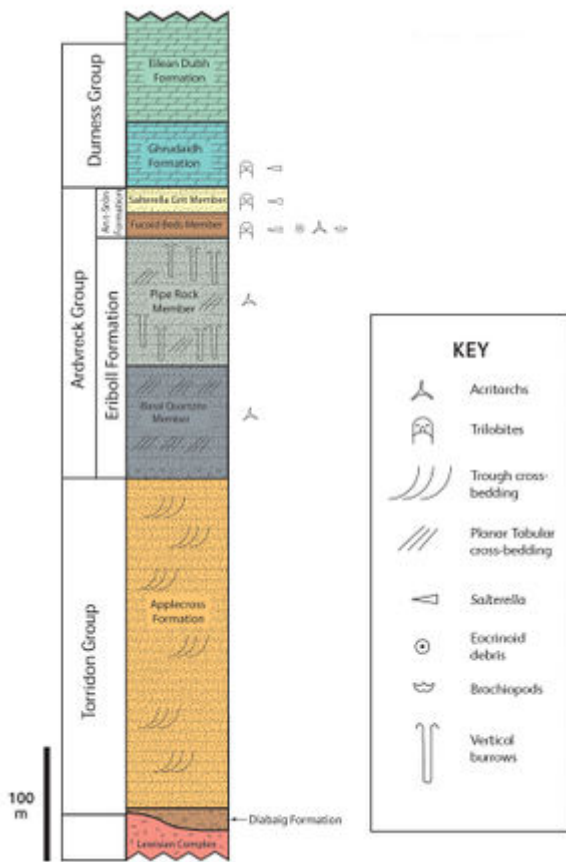 Durness Group
Eilean Dubh
Formation
Ghrudaidh
Formation
Ardvreck Group
An t-Sròn
Formation
Salterella Grit Member
Fucoid Beds Member
Eriboll Formation
Pipe Rock
Member
Basal Quartzite
Member
Torridon Group
Applecross
Formation
Diabaig Formation
Lewisian Complex
100
m
KEY
Acritarchs
Trilobites
Trough cross-
bedding
Planar Tabular
cross-bedding
Salterella
Eocrinoid
debris
Brachiopods
Vertical
burrows